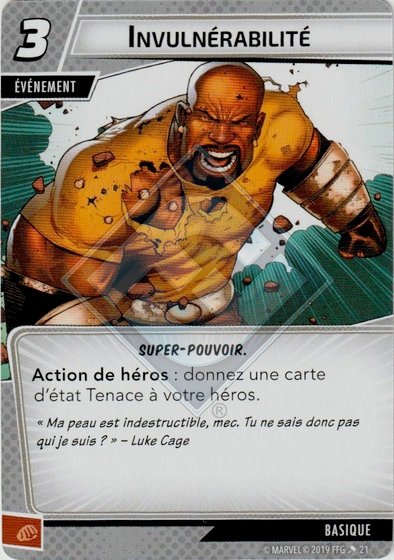 3
INVULNÉRABILITÉ
ÉVÉNEMENT
SUPER-POUVOIR.
Action de héros : donnez une carte
d'état Tenace à votre héros.
« Ma peau est indestructible, mec. Tu ne sais donc pas
qui je suis ? » – Luke Cage
®
BASIQUE
© MARVEL © 2019 FFG 21